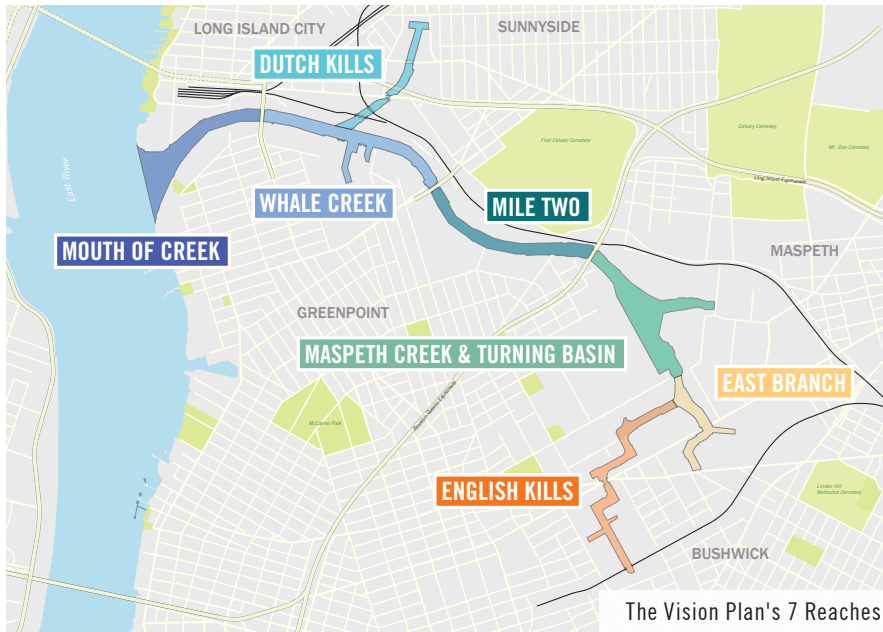 LONG ISLAND CITY
SUNNYSIDE
DUTCH KILLS
First Calvary Cemetery
Calvary Cemetery
Mt. Zion Cemetery
Long Island Expressway
East River
WHALE CREEK
MILE TWO
MOUTH OF CREEK
MASPETH
GREENPOINT
MASPETH CREEK & TURNING BASIN
EAST BRANCH
Brooklyn Queens Expressway
McCarren Park
ENGLISH KILLS
Linden Hill
Methodist Cemetery
BUSHWICK
The Vision Plan's 7 Reaches